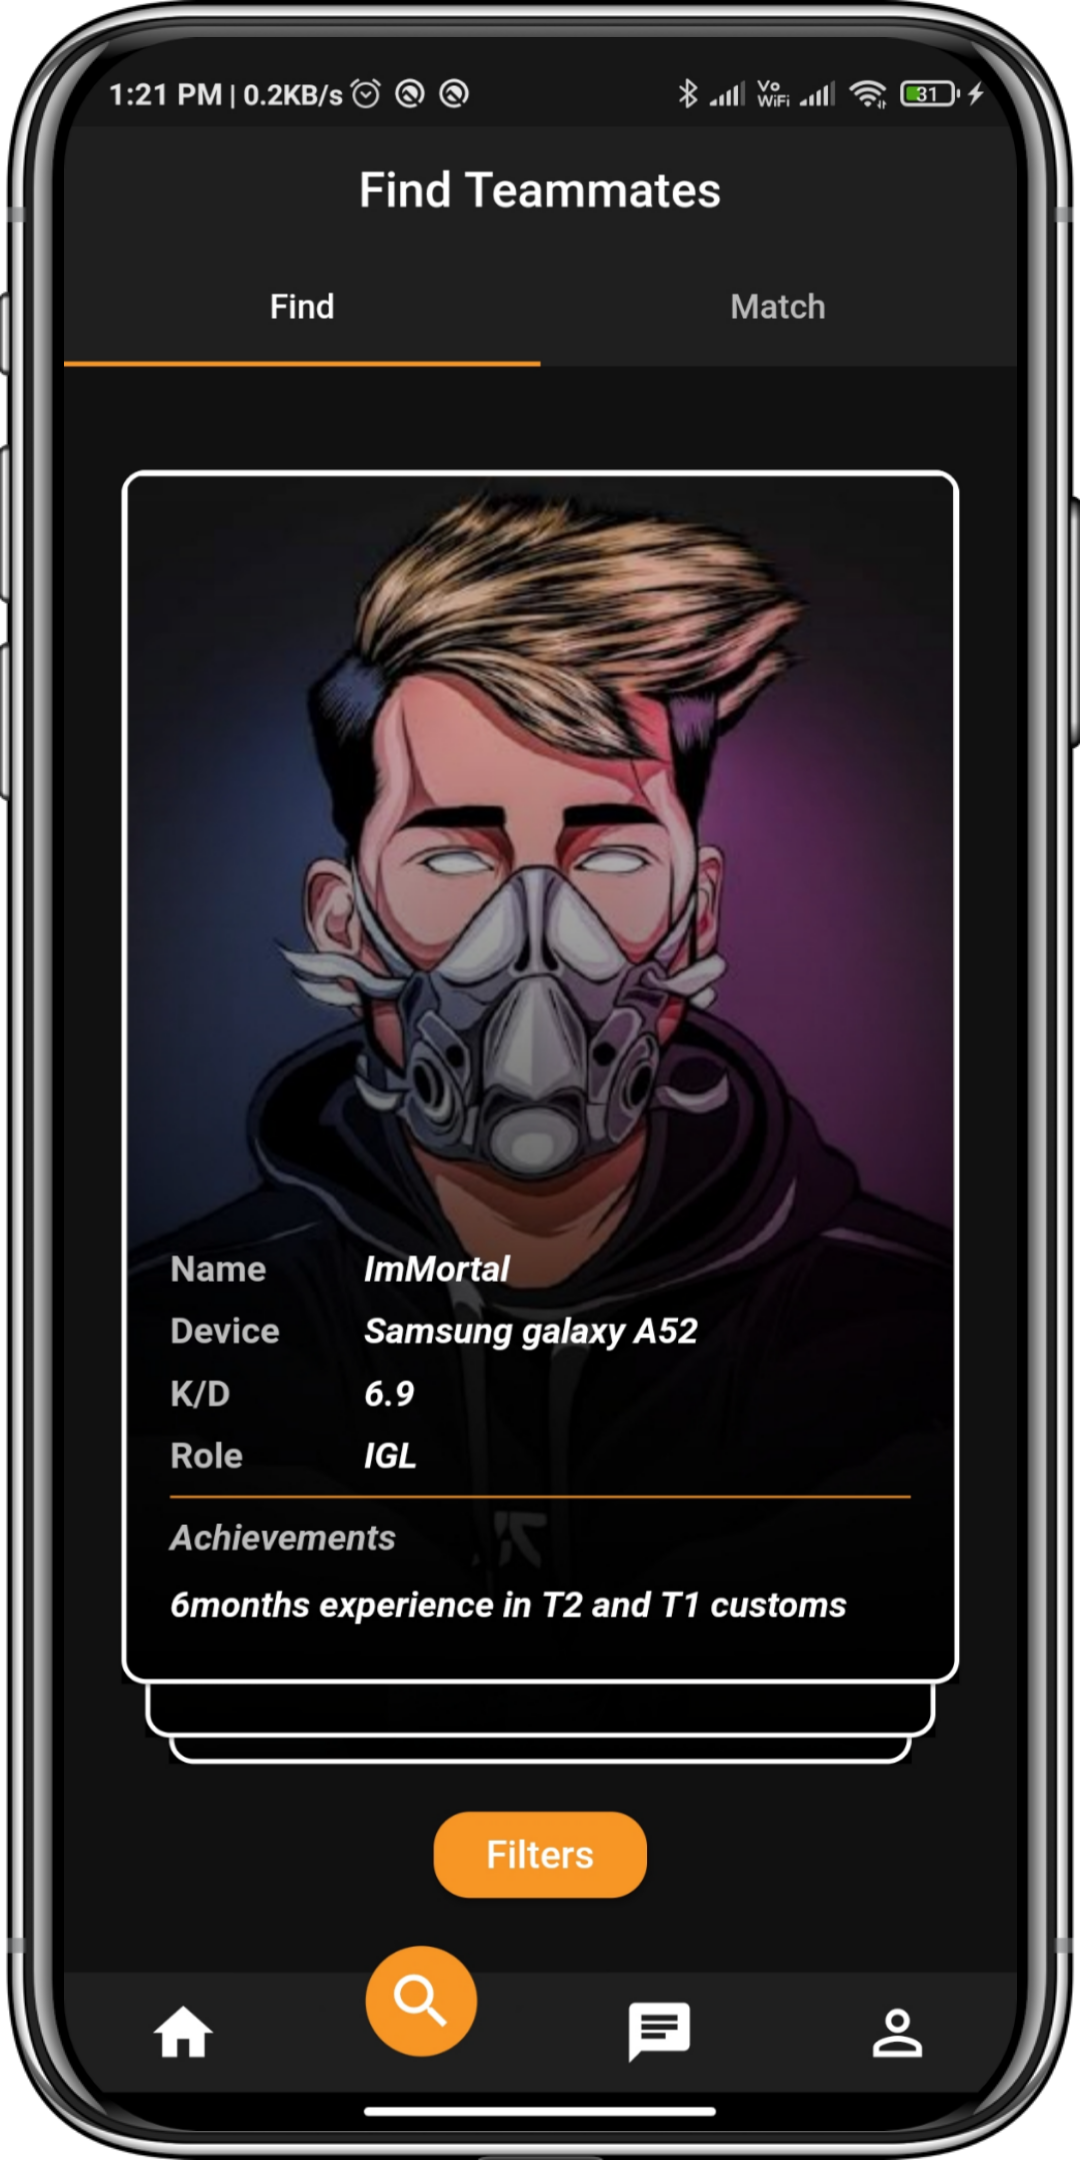 1:21 PM | 0.2KB/s Vo WiFi 31
Find Teammates
Find Match
Name ImMortal
Device Samsung galaxy A52
K/D 6.9
Role IGL
Achievements
6months experience in T2 and T1 customs
Filters